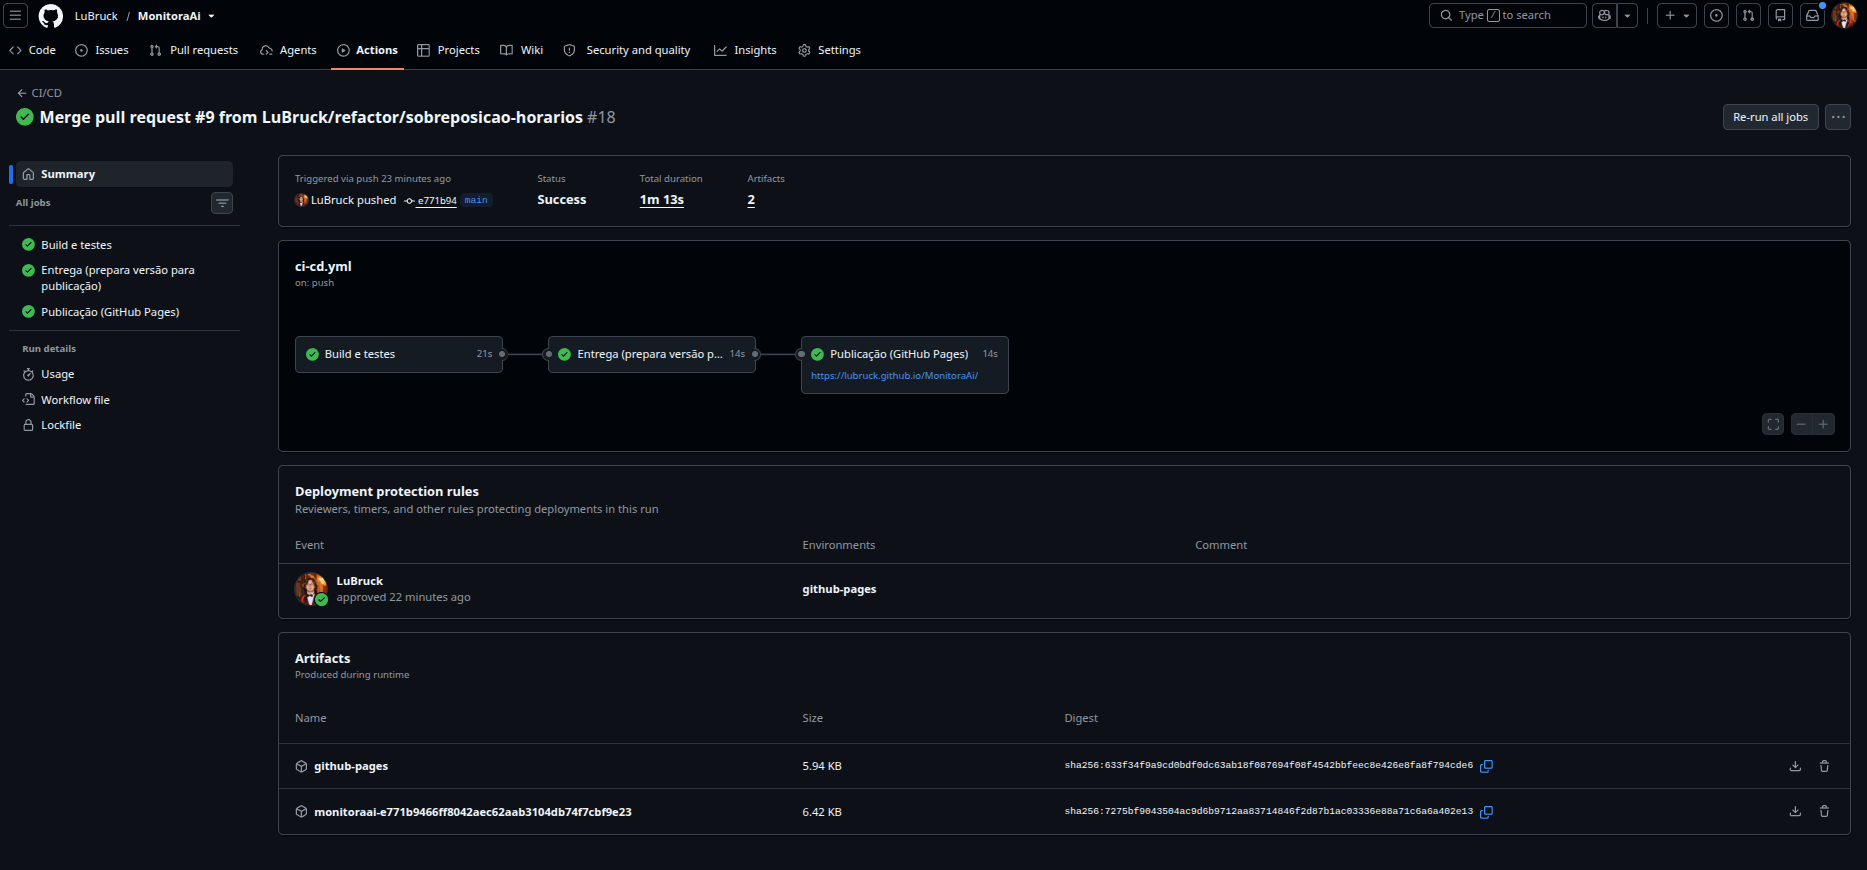 LuBruck / MonitoraAi
Type / to search
Code
Issues
Pull requests
Agents
Actions
Projects
Wiki
Security and quality
Insights
Settings
CI/CD
Merge pull request #9 from LuBruck/refactor/sobreposicao-horarios #18
Re-run all jobs
Summary
All jobs
Build e testes
Entrega (prepara versão para
publicação)
Publicação (GitHub Pages)
Run details
Usage
Workflow file
Lockfile
Triggered via push 23 minutes ago
LuBruck pushed e771b94 main
Status
Success
Total duration
1m 13s
Artifacts
2
ci-cd.yml
on: push
Build e testes 21s
Entrega (prepara versão p... 14s
Publicação (GitHub Pages) 14s
https://lubruck.github.io/MonitoraAi/
Deployment protection rules
Reviewers, timers, and other rules protecting deployments in this run
Event Environments Comment
LuBruck
approved 22 minutes ago
github-pages
Artifacts
Produced during runtime
Name Size Digest
github-pages 5.94 KB sha256:633f34f9a9cd0bdf0dc63ab18f087694f08f4542bbfeec8e426e8fa8f794cde6
monitoraai-e771b9466ff8042aec62aab3104db74f7cbf9e23 6.42 KB sha256:7275bf9043504ac9d6b9712aa83714846f2d87b1ac03336e88a71c6a6a402e13